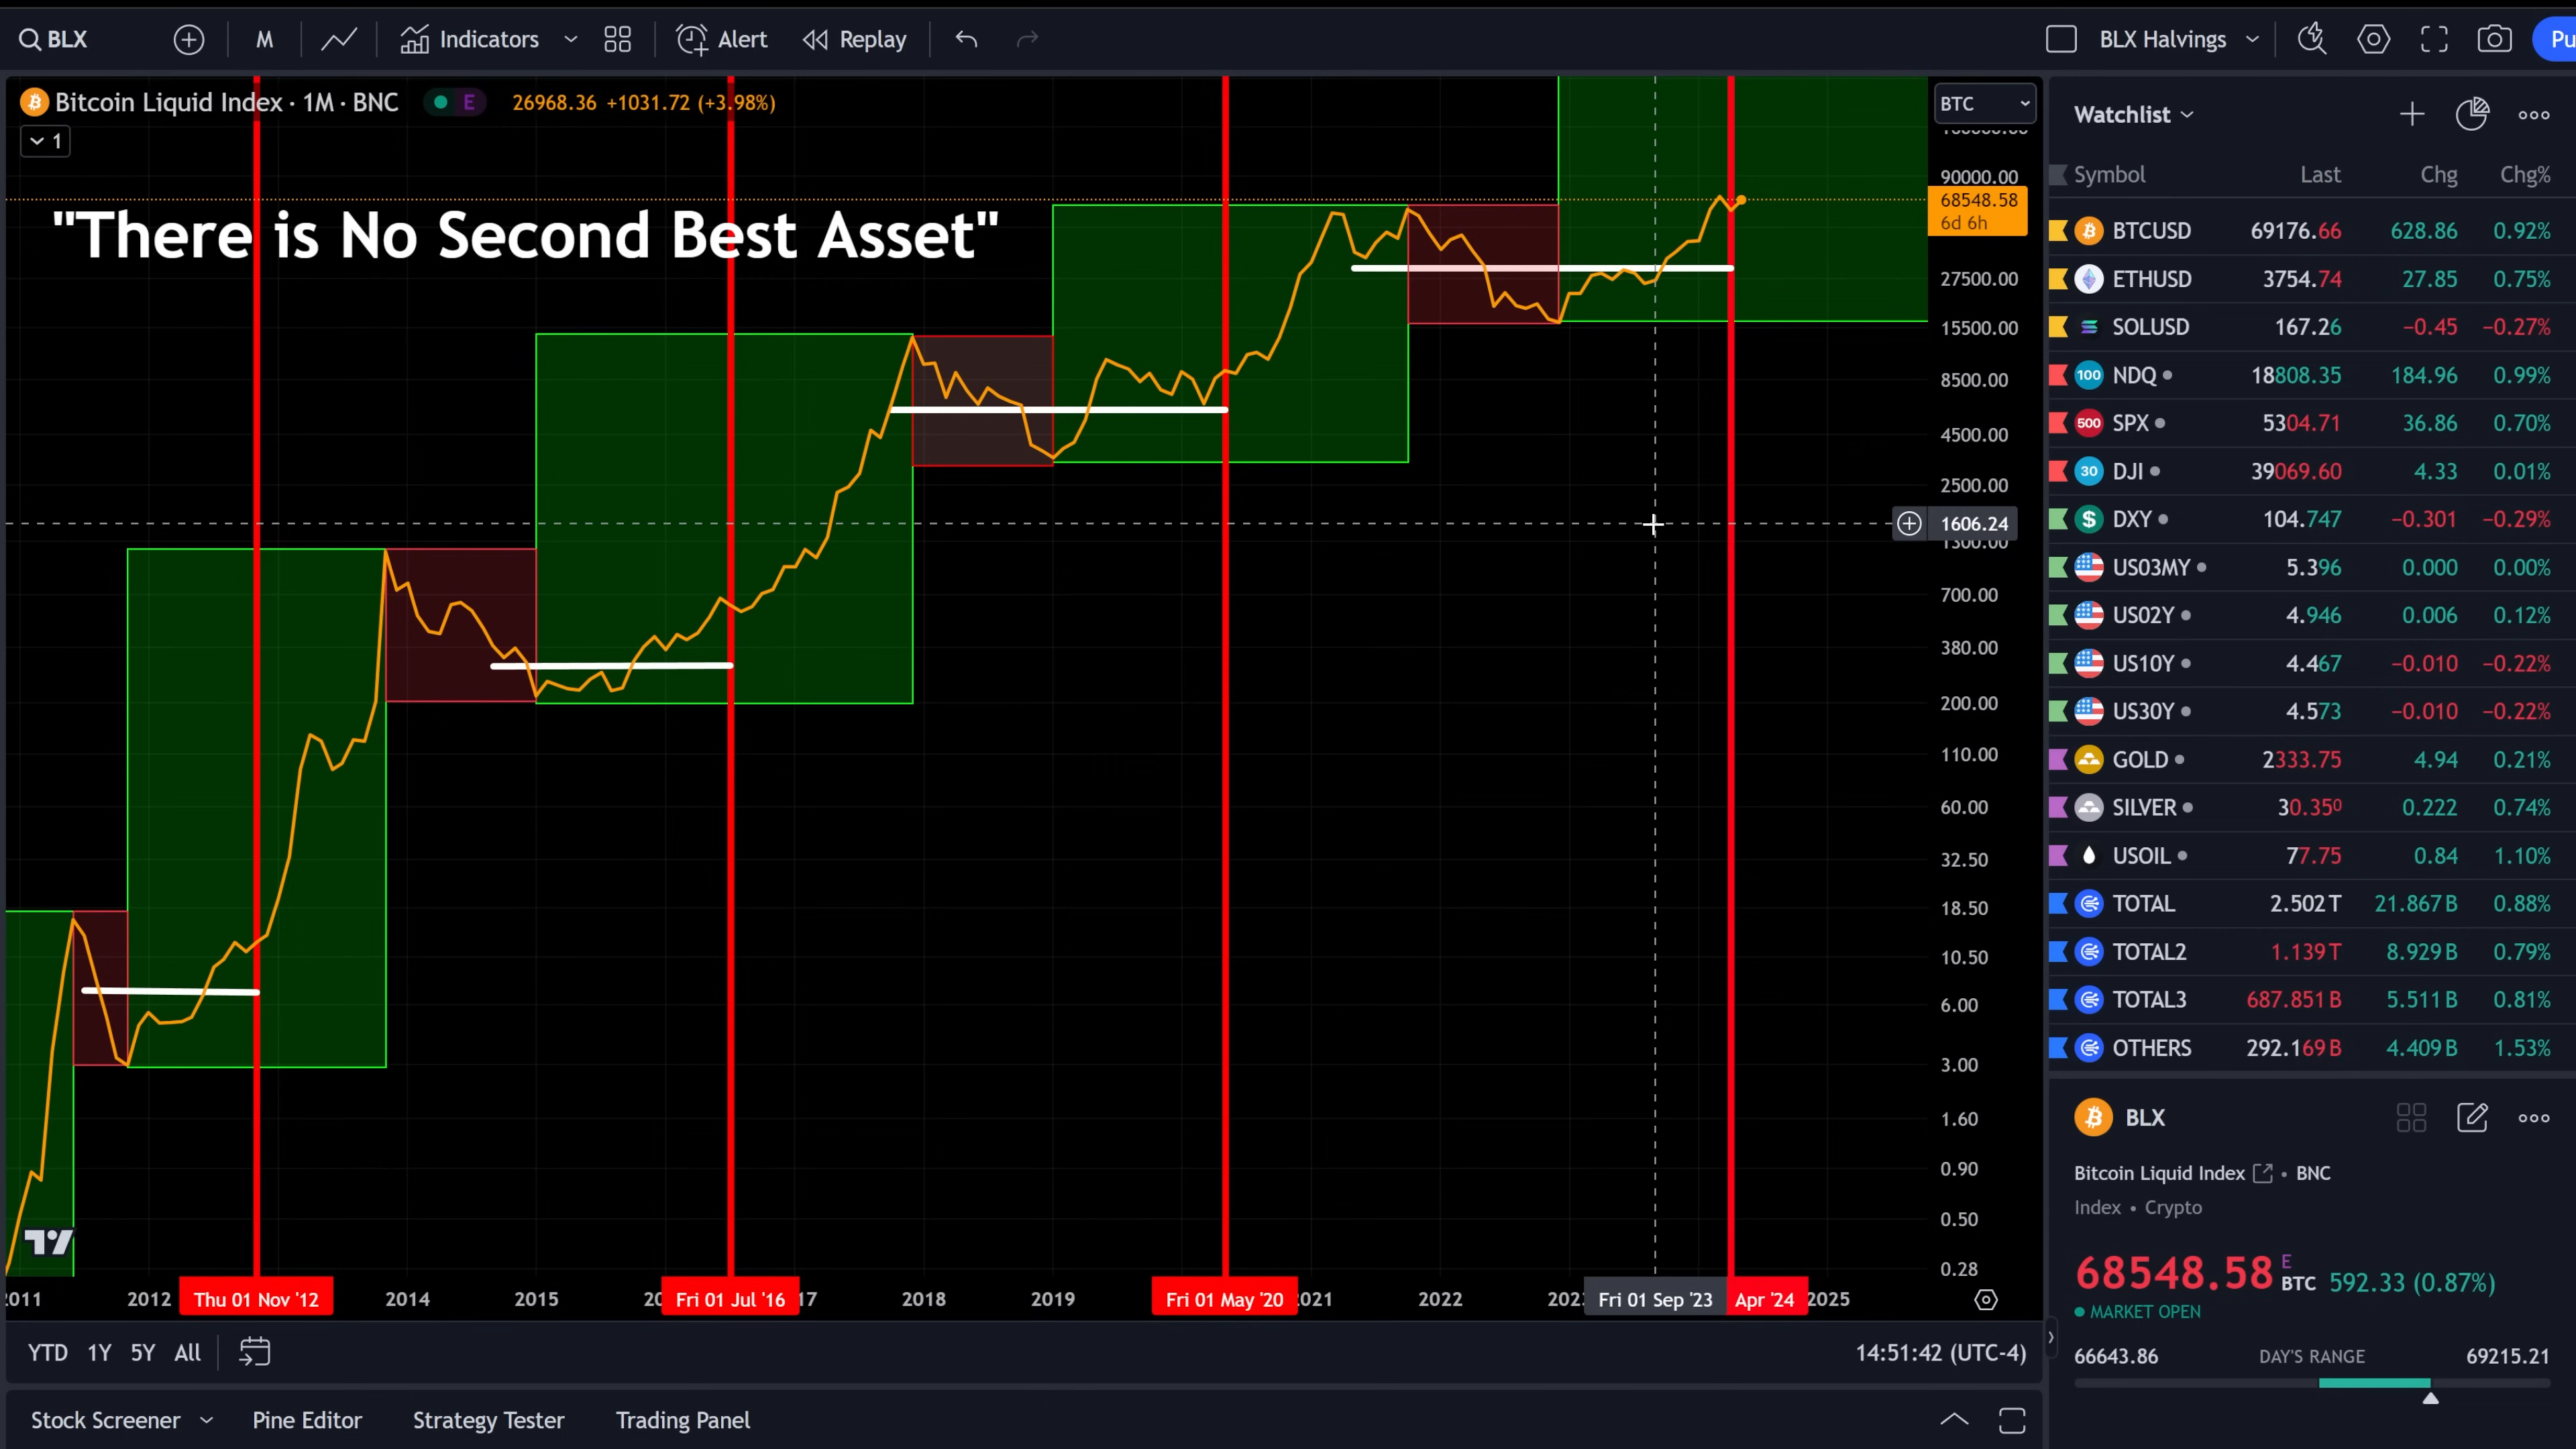 BLX
M
Indicators
Alert
Replay
BLX Halvings
Pu
Bitcoin Liquid Index · 1M · BNC
E
26968.36 +1031.72 (+3.98%)
1
"There is No Second Best Asset"
BTC
90000.00
68548.58
6d 6h
27500.00
15500.00
8500.00
4500.00
2500.00
1606.24
1300.00
700.00
380.00
200.00
110.00
60.00
32.50
18.50
10.50
6.00
3.00
1.60
0.90
0.50
0.28
2011 2012 Thu 01 Nov '12 2014 2015 Fri 01 Jul '16 2018 2019 Fri 01 May '20 2022 Fri 01 Sep '23 Apr '24 2025
YTD 1Y 5Y All
14:51:42 (UTC-4)
Stock Screener Pine Editor Strategy Tester Trading Panel
Watchlist
Symbol Last Chg Chg%
BTCUSD 69176.66 628.86 0.92%
ETHUSD 3754.74 27.85 0.75%
SOLUSD 167.26 −0.45 −0.27%
100 NDQ 18808.35 184.96 0.99%
500 SPX 5304.71 36.86 0.70%
30 DJI 39069.60 4.33 0.01%
$ DXY 104.747 −0.301 −0.29%
US03MY 5.396 0.000 0.00%
US02Y 4.946 0.006 0.12%
US10Y 4.467 −0.010 −0.22%
US30Y 4.573 −0.010 −0.22%
GOLD 2333.75 4.94 0.21%
SILVER 30.350 0.222 0.74%
USOIL 77.75 0.84 1.10%
TOTAL 2.502 T 21.867 B 0.88%
TOTAL2 1.139 T 8.929 B 0.79%
TOTAL3 687.851 B 5.511 B 0.81%
OTHERS 292.169 B 4.409 B 1.53%
BLX
Bitcoin Liquid Index • BNC
Index • Crypto
68548.58 E BTC 592.33 (0.87%)
MARKET OPEN
66643.86 DAY'S RANGE 69215.21